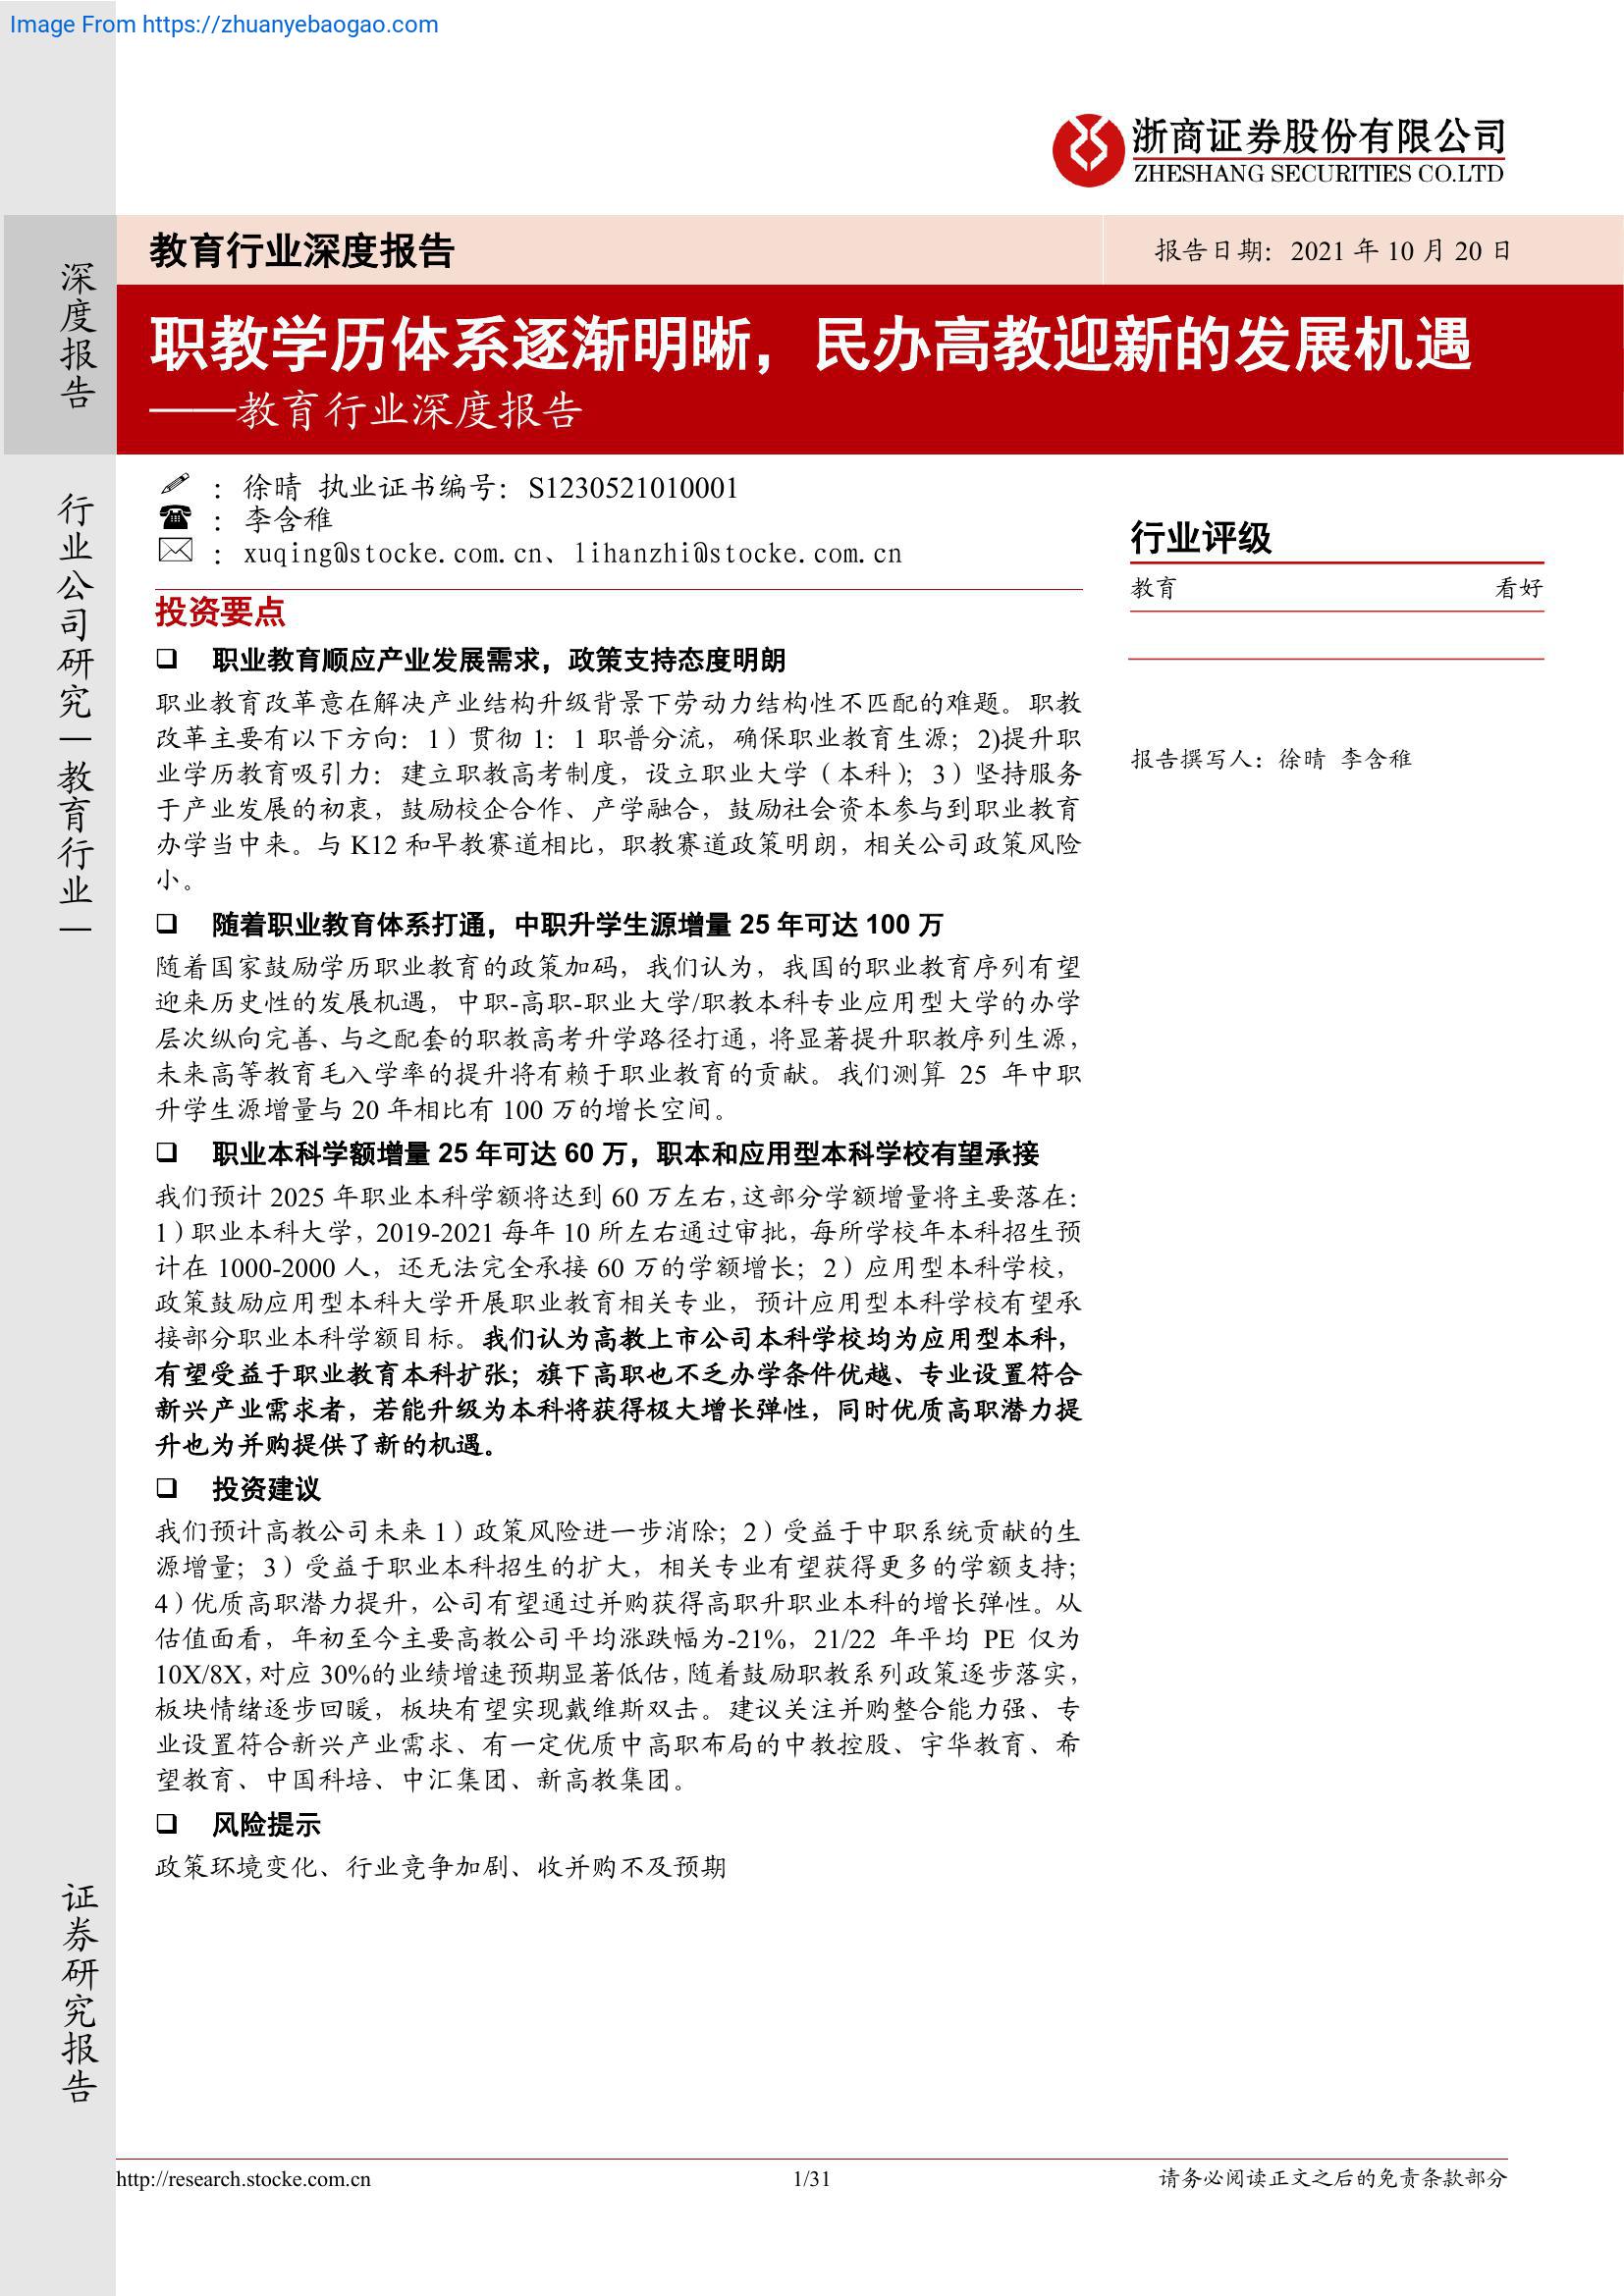 Image From https://zhuanyebaogao.com
浙商证券股份有限公司
ZHESHANG SECURITIES CO.LTD
深度报告
教育行业深度报告
报告日期：2021 年 10 月 20 日
职教学历体系逐渐明晰，民办高教迎新的发展机遇
——教育行业深度报告
行业公司研究|教育行业|
：徐晴 执业证书编号：S1230521010001
：李含稚
：xuqing@stocke.com.cn、lihanzhi@stocke.com.cn
行业评级
教育 看好
报告撰写人：徐晴 李含稚
投资要点
❑ 职业教育顺应产业发展需求，政策支持态度明朗
职业教育改革意在解决产业结构升级背景下劳动力结构性不匹配的难题。职教
改革主要有以下方向：1）贯彻 1：1 职普分流，确保职业教育生源；2)提升职
业学历教育吸引力：建立职教高考制度，设立职业大学（本科）；3）坚持服务
于产业发展的初衷，鼓励校企合作、产学融合，鼓励社会资本参与到职业教育
办学当中来。与 K12 和早教赛道相比，职教赛道政策明朗，相关公司政策风险
小。
❑ 随着职业教育体系打通，中职升学生源增量 25 年可达 100 万
随着国家鼓励学历职业教育的政策加码，我们认为，我国的职业教育序列有望
迎来历史性的发展机遇，中职-高职-职业大学/职教本科专业应用型大学的办学
层次纵向完善、与之配套的职教高考升学路径打通，将显著提升职教序列生源，
未来高等教育毛入学率的提升将有赖于职业教育的贡献。我们测算 25 年中职
升学生源增量与 20 年相比有 100 万的增长空间。
❑ 职业本科学额增量 25 年可达 60 万，职本和应用型本科学校有望承接
我们预计 2025 年职业本科学额将达到 60 万左右，这部分学额增量将主要落在：
1）职业本科大学，2019-2021 每年 10 所左右通过审批，每所学校年本科招生预
计在 1000-2000 人，还无法完全承接 60 万的学额增长；2）应用型本科学校，
政策鼓励应用型本科大学开展职业教育相关专业，预计应用型本科学校有望承
接部分职业本科学额目标。我们认为高教上市公司本科学校均为应用型本科，
有望受益于职业教育本科扩张；旗下高职也不乏办学条件优越、专业设置符合
新兴产业需求者，若能升级为本科将获得极大增长弹性，同时优质高职潜力提
升也为并购提供了新的机遇。
❑ 投资建议
我们预计高教公司未来 1）政策风险进一步消除；2）受益于中职系统贡献的生
源增量；3）受益于职业本科招生的扩大，相关专业有望获得更多的学额支持；
4）优质高职潜力提升，公司有望通过并购获得高职升职业本科的增长弹性。从
估值面看，年初至今主要高教公司平均涨跌幅为-21%，21/22 年平均 PE 仅为
10X/8X，对应 30%的业绩增速预期显著低估，随着鼓励职教系列政策逐步落实，
板块情绪逐步回暖，板块有望实现戴维斯双击。建议关注并购整合能力强、专
业设置符合新兴产业需求、有一定优质中高职布局的中教控股、宇华教育、希
望教育、中国科培、中汇集团、新高教集团。
❑ 风险提示
政策环境变化、行业竞争加剧、收并购不及预期
证券研究报告
http://research.stocke.com.cn 1/31 请务必阅读正文之后的免责条款部分